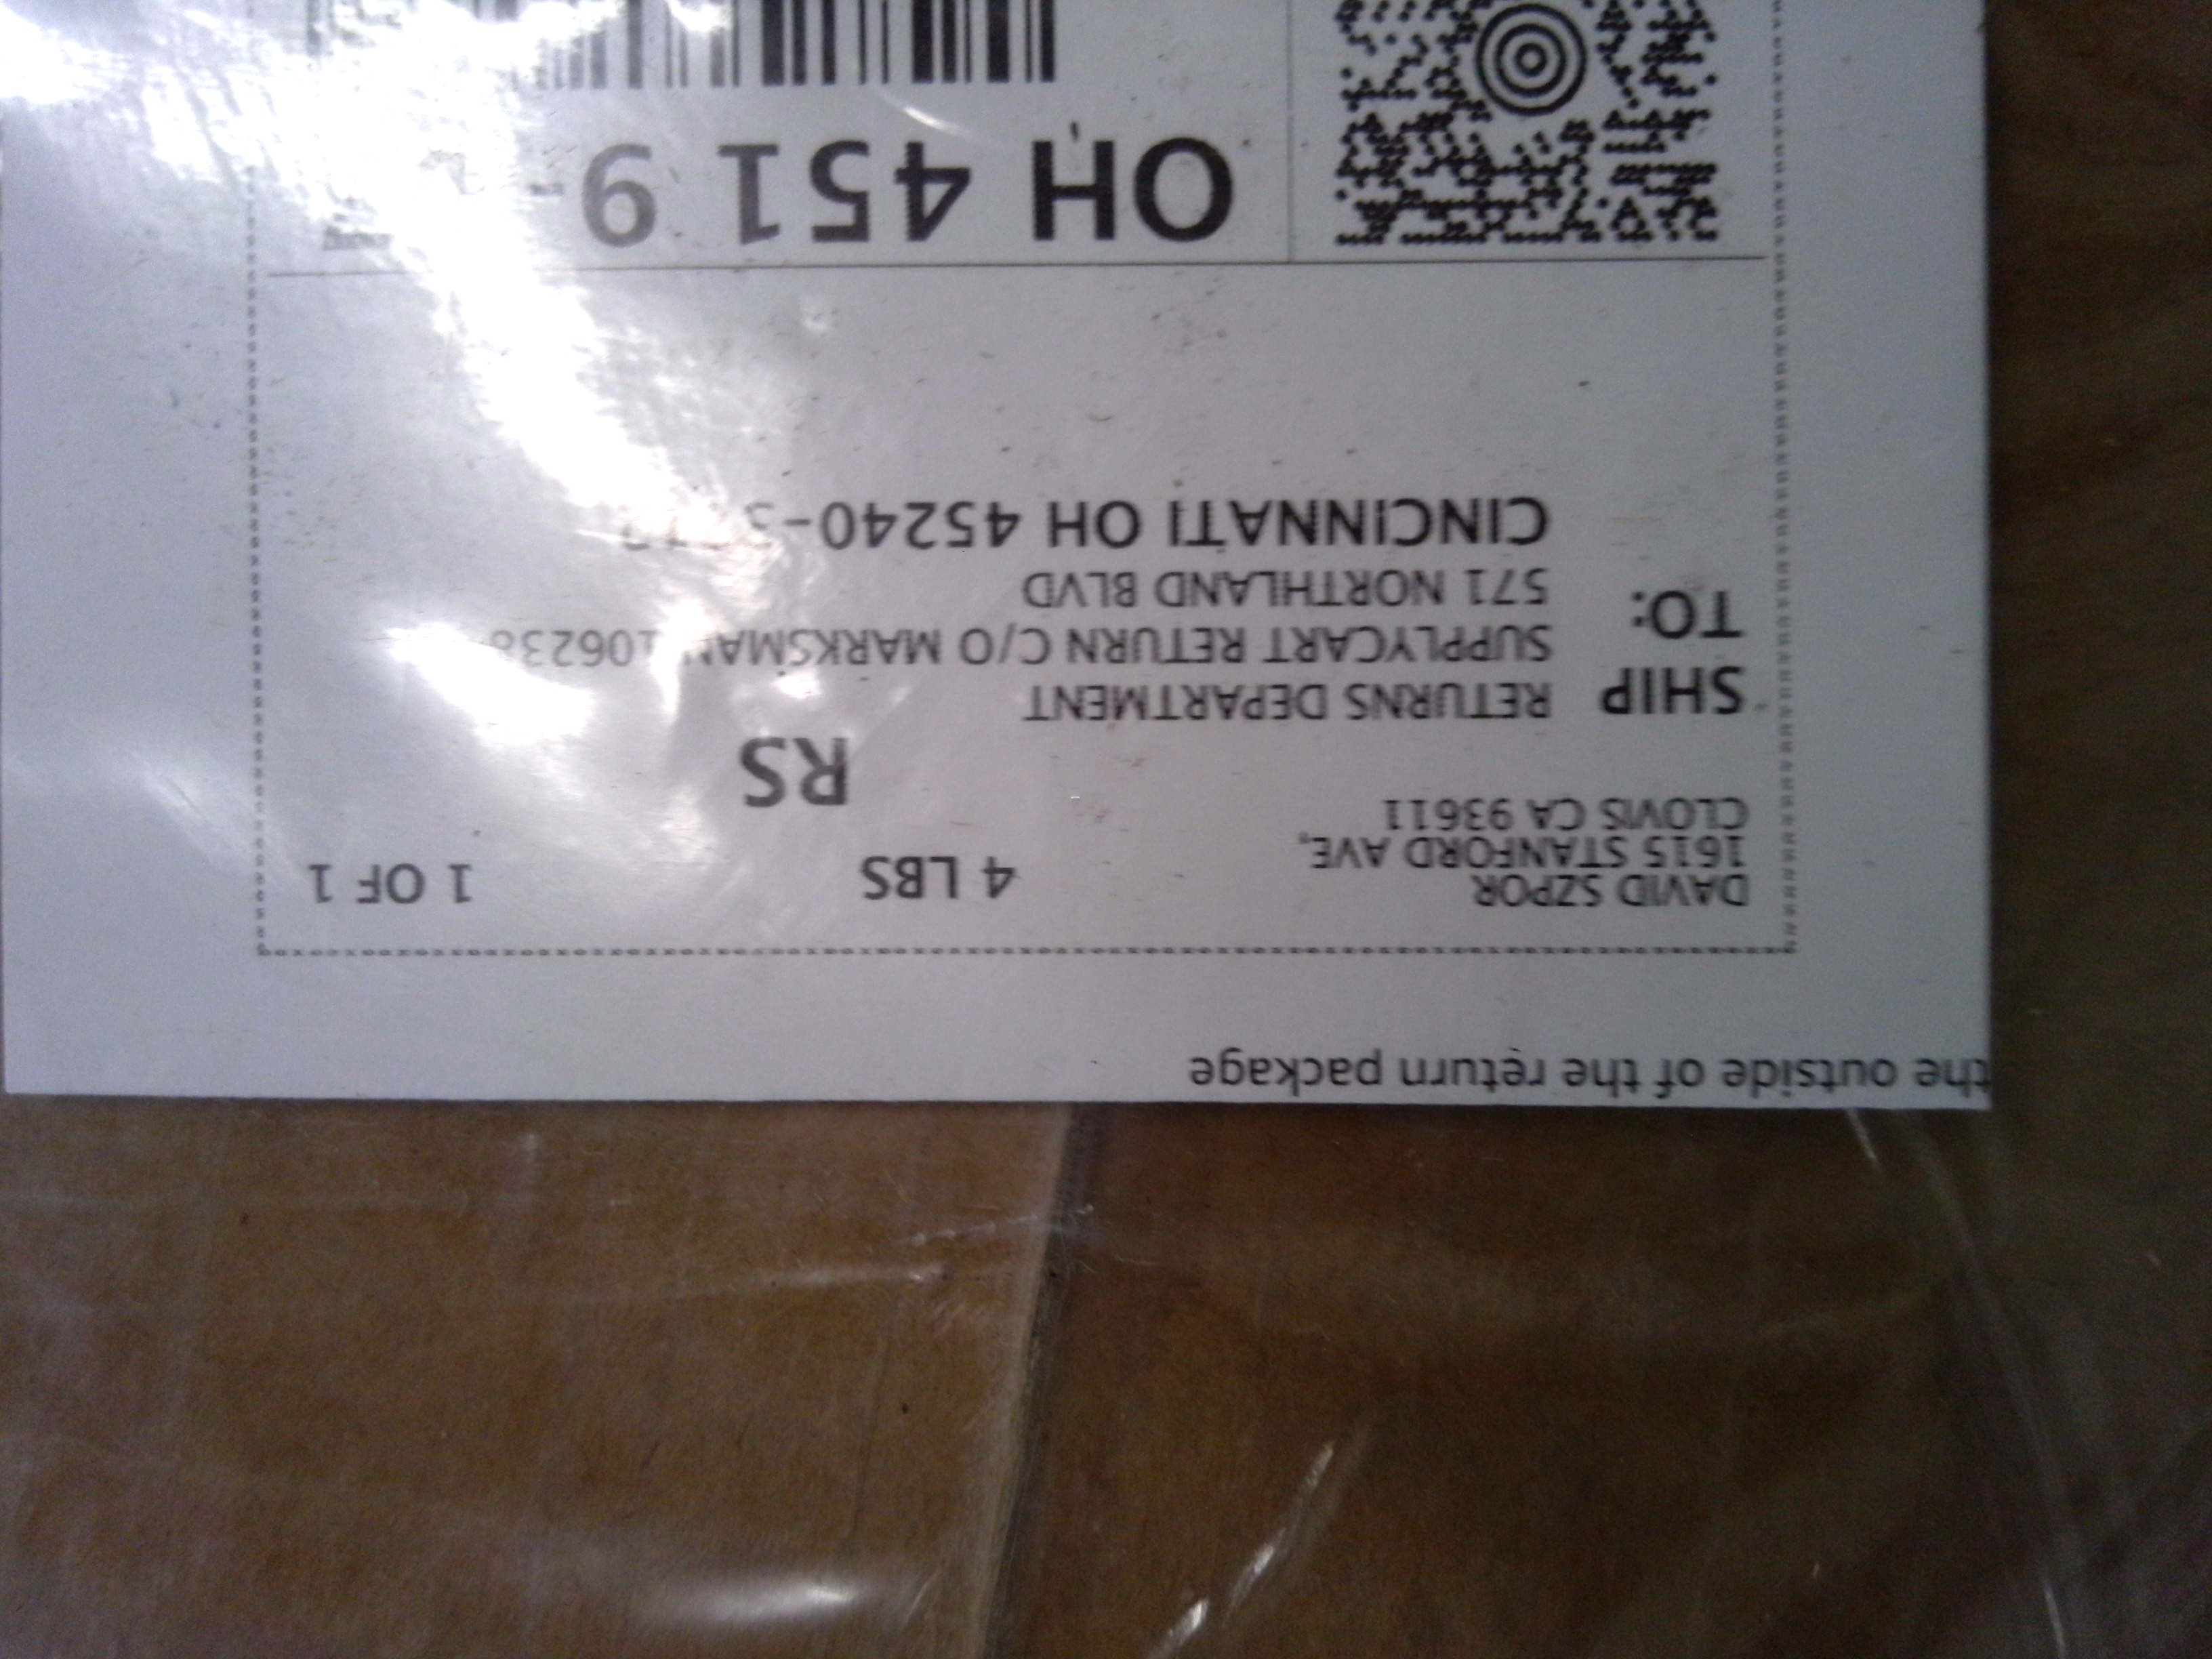 the outside of the return package
DAVID SZPOR
1615 STANFORD AVE,
CLOVIS CA 93611
4 LBS
1 OF 1
RS
SHIP
TO:
RETURNS DEPARTMENT
SUPPLYCART RETURN C/O MARKSMAN
571 NORTHLAND BLVD
CINCINNATI OH
OH 451 9-